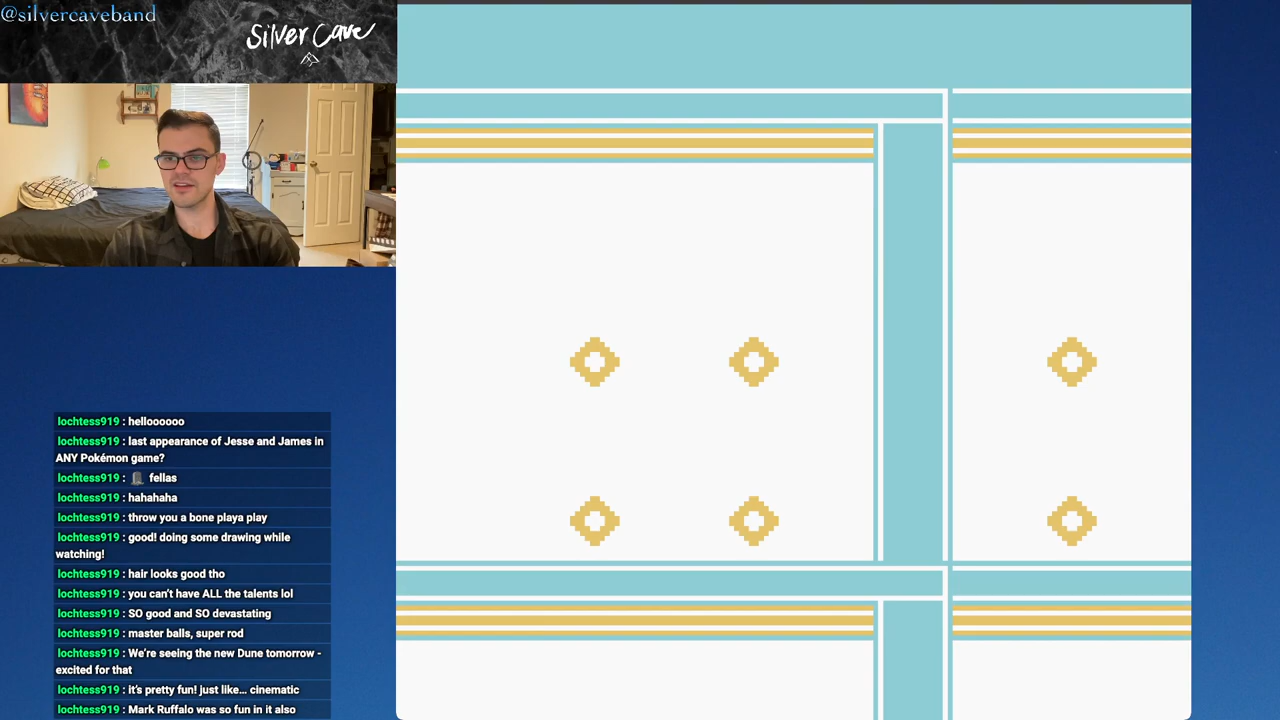 @silvercaveband
Silver Cave
lochtess919 : helloooooo
lochtess919 : last appearance of Jesse and James in
ANY Pokémon game?
lochtess919 : fellas
lochtess919 : hahahaha
lochtess919 : throw you a bone playa play
lochtess919 : good! doing some drawing while
watching!
lochtess919 : hair looks good tho
lochtess919 : you can't have ALL the talents lol
lochtess919 : SO good and SO devastating
lochtess919 : master balls, super rod
lochtess919 : We're seeing the new Dune tomorrow -
excited for that
lochtess919 : it's pretty fun! just like... cinematic
lochtess919 : Mark Ruffalo was so fun in it also